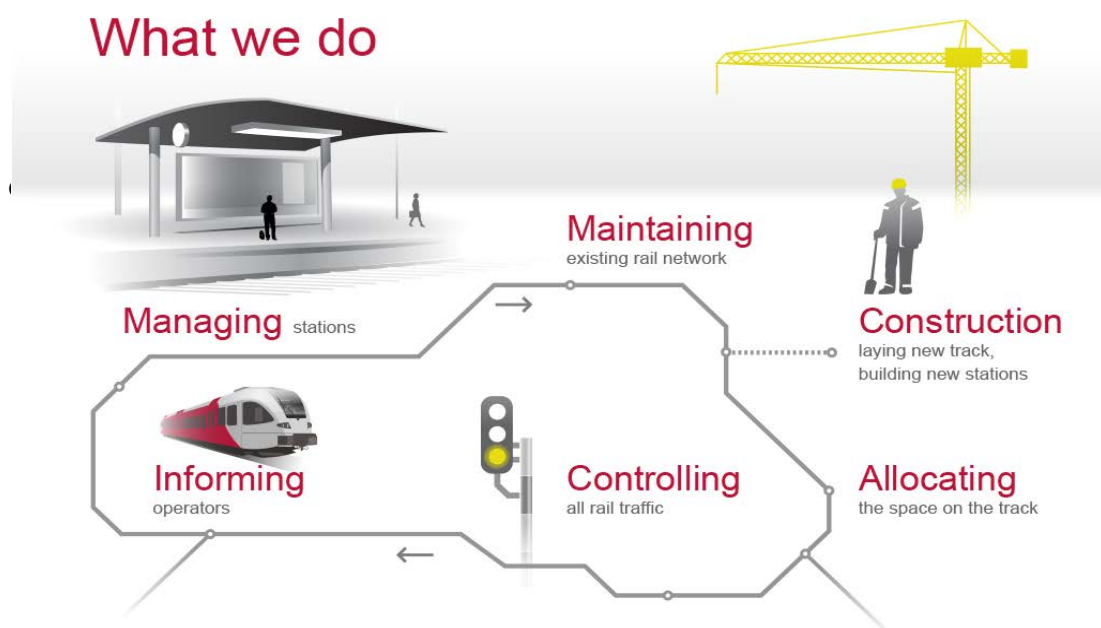 What we do
Maintaining
existing rail network
Managing stations
Construction
laying new track,
building new stations
Informing
operators
Controlling
all rail traffic
Allocating
the space on the track